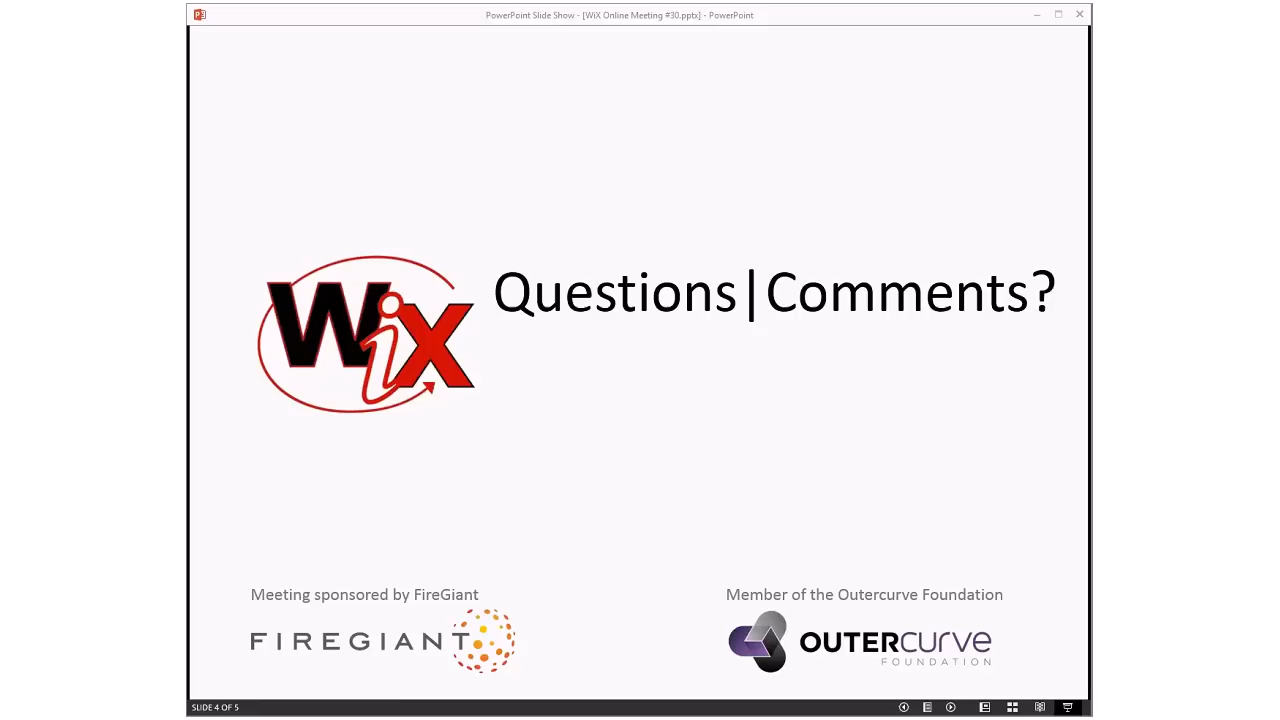 PowerPoint Slide Show - [WiX Online Meeting #30.pptx] - PowerPoint
WiX
Questions|Comments?
Meeting sponsored by FireGiant
FIREGIANT
Member of the Outercurve Foundation
OUTERCURVE
FOUNDATION
SLIDE 4 OF 5